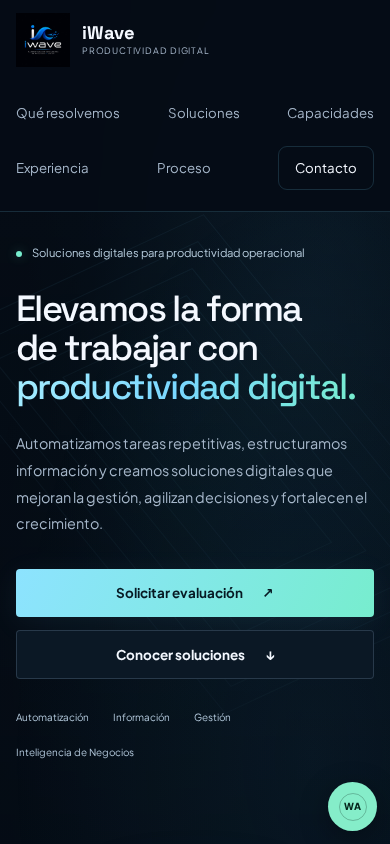 iwave
iWave
PRODUCTIVIDAD DIGITAL
Qué resolvemos
Soluciones
Capacidades
Experiencia
Proceso
Contacto
Soluciones digitales para productividad operacional
Elevamos la forma
de trabajar con
productividad digital.
Automatizamos tareas repetitivas, estructuramos
información y creamos soluciones digitales que
mejoran la gestión, agilizan decisiones y fortalecen el
crecimiento.
Solicitar evaluación ↗
Conocer soluciones ↓
Automatización
Información
Gestión
Inteligencia de Negocios
WA